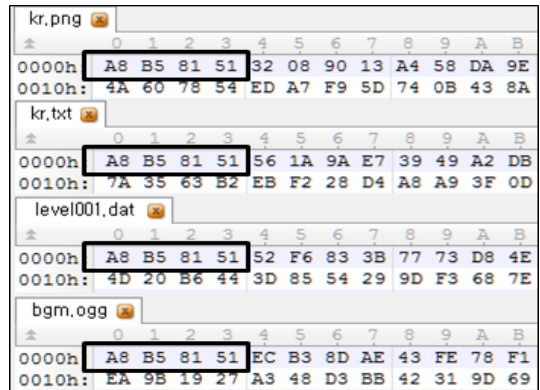 kr.png
0 1 2 3 4 5 6 7 8 9 A B
0000h: A8 B5 81 51 32 08 90 13 A4 58 DA 9E
0010h: 4A 60 78 54 ED A7 F9 5D 74 0B 43 8A
kr.txt
0 1 2 3 4 5 6 7 8 9 A B
0000h: A8 B5 81 51 56 1A 9A E7 39 49 A2 DB
0010h: 7A 35 63 B2 EB F2 28 D4 A8 A9 3F 0D
level001.dat
0 1 2 3 4 5 6 7 8 9 A B
0000h: A8 B5 81 51 52 F6 83 3B 77 73 D8 4E
0010h: 4D 20 B6 44 3D 85 54 29 9D F3 68 7E
bgm.ogg
0 1 2 3 4 5 6 7 8 9 A B
0000h: A8 B5 81 51 EC B3 8D AE 43 FE 78 F1
0010h: EA 9B 19 27 A3 48 D3 BB 42 31 9D BD